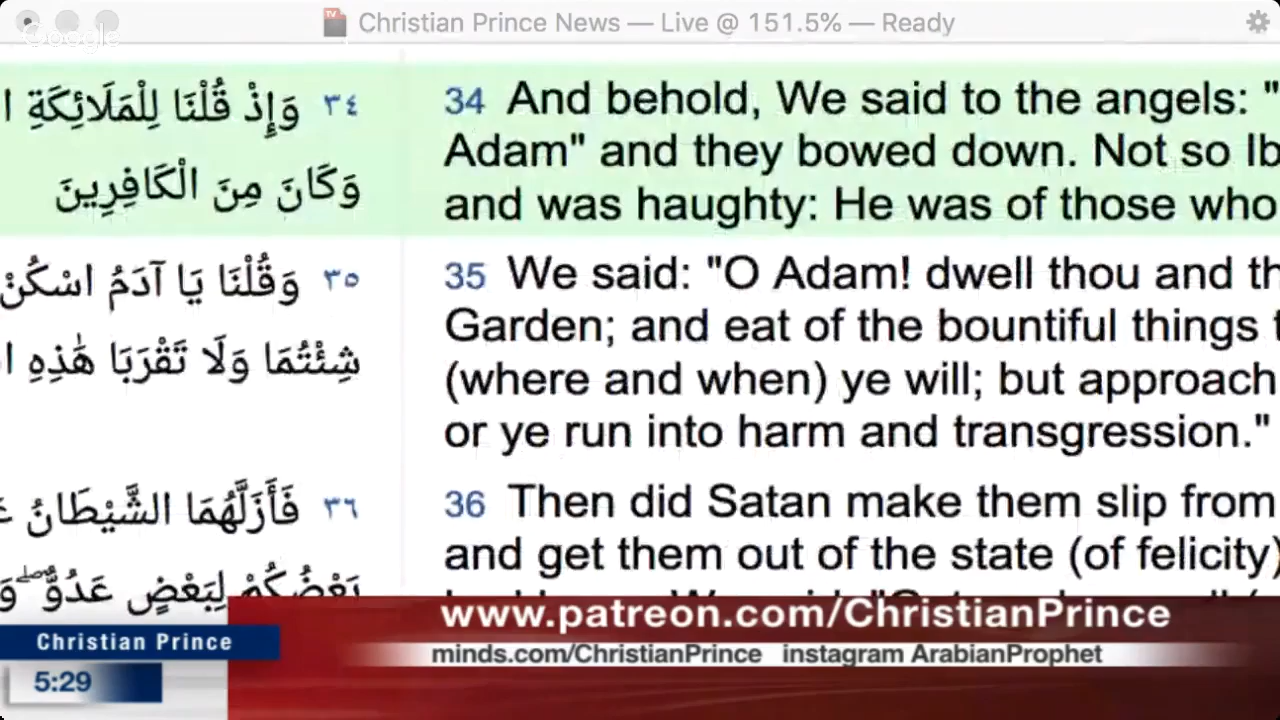 Christian Prince News — Live @ 151.5% — Ready
Google
وَإِذْ قُلْنَا لِلْمَلَائِكَةِ ٣٤
وَكَانَ مِنَ الْكَافِرِينَ
34 And behold, We said to the angels: "
Adam" and they bowed down. Not so Ib
and was haughty: He was of those who
وَقُلْنَا يَا آدَمُ اسْكُنْ ٣٥
شِئْتُمَا وَلَا تَقْرَبَا هَٰذِهِ
35 We said: "O Adam! dwell thou and th
Garden; and eat of the bountiful things t
(where and when) ye will; but approach
or ye run into harm and transgression."
فَأَزَلَّهُمَا الشَّيْطَانُ ٣٦
بَعْضُكُمْ لِبَعْضٍ عَدُوٌّ ۖ وَ
36 Then did Satan make them slip from
and get them out of the state (of felicity)
www.patreon.com/ChristianPrince
Christian Prince
minds.com/ChristianPrince instagram ArabianProphet
5:29